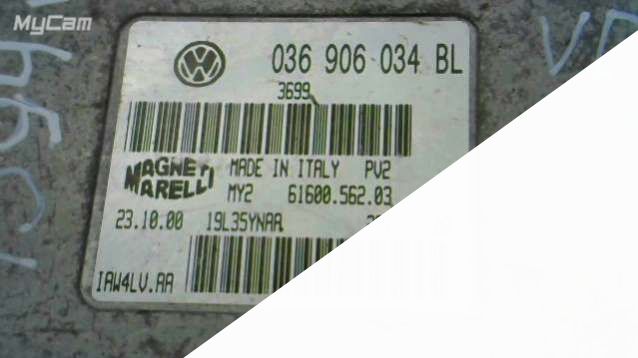 MyCam
036 906 034 BL
3699
MAGNETI MARELLI
MADE IN ITALY PV2
MY2 61600.562.03
23.10.00 19L35YNAA
IAW4LV.AA